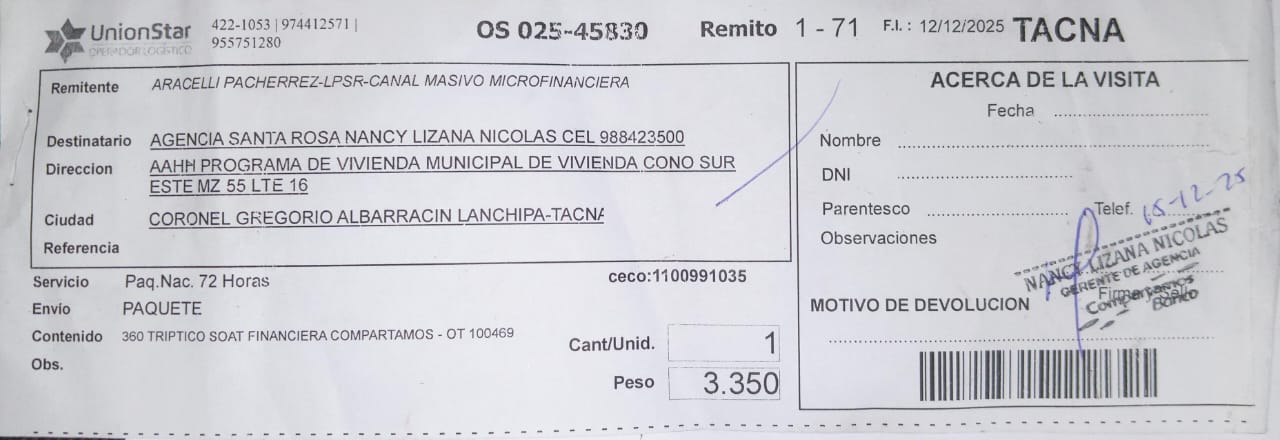 UnionStar
OPERADOR LOGISTICO
422-1053 | 974412571 |
955751280
OS 025-45830
Remito 1 - 71
F.I. : 12/12/2025
TACNA
Remitente ARACELLI PACHERREZ-LPSR-CANAL MASIVO MICROFINANCIERA
Destinatario AGENCIA SANTA ROSA NANCY LIZANA NICOLAS CEL 988423500
Direccion AAHH PROGRAMA DE VIVIENDA MUNICIPAL DE VIVIENDA CONO SUR
ESTE MZ 55 LTE 16
Ciudad CORONEL GREGORIO ALBARRACIN LANCHIPA-TACNA
Referencia
Servicio Paq.Nac. 72 Horas
ceco:1100991035
Envío PAQUETE
Contenido 360 TRIPTICO SOAT FINANCIERA COMPARTAMOS - OT 100469
Obs.
Cant/Unid. 1
Peso 3.350
ACERCA DE LA VISITA
Fecha
Nombre
DNI
Parentesco
Telef.
15-12-25
Observaciones
NANCY LIZANA NICOLAS
GERENTE DE AGENCIA
Compartamos
Banco
Firma y Sello
MOTIVO DE DEVOLUCION